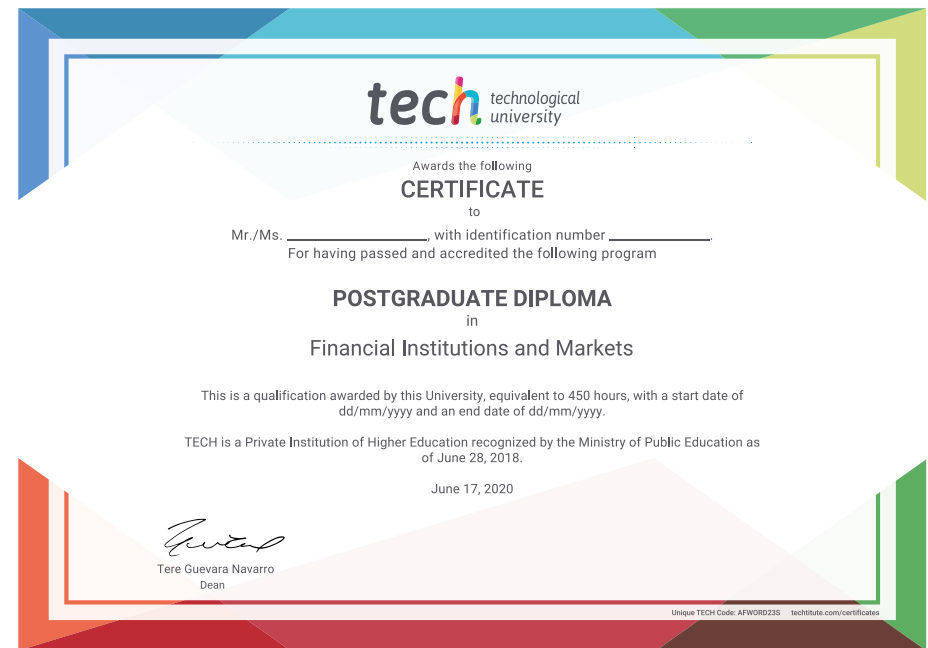 tech technological
university
Awards the following
CERTIFICATE
to
Mr./Ms. ____________, with identification number ____________.
For having passed and accredited the following program
POSTGRADUATE DIPLOMA
in
Financial Institutions and Markets
This is a qualification awarded by this University, equivalent to 450 hours, with a start date of
dd/mm/yyyy and an end date of dd/mm/yyyy.
TECH is a Private Institution of Higher Education recognized by the Ministry of Public Education as
of June 28, 2018.
June 17, 2020
Tere Guevara Navarro
Dean
Unique TECH Code: AFWORD23S techtitute.com/certificates